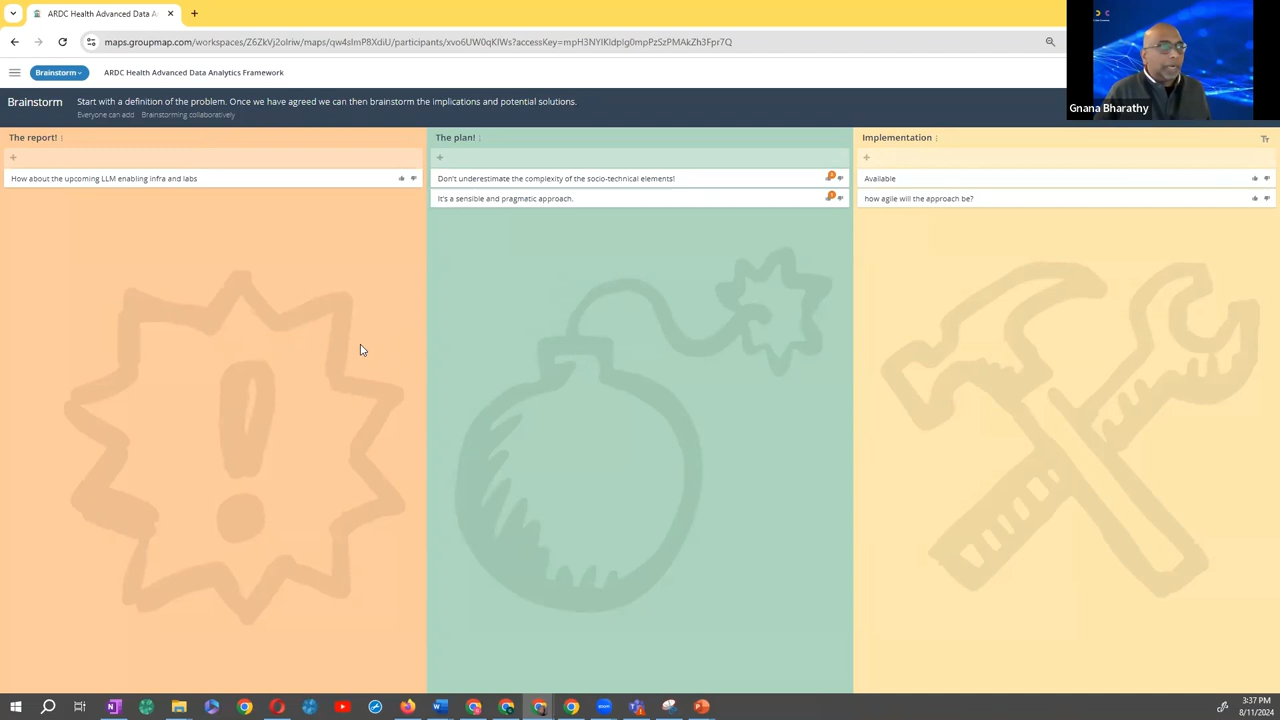 ARDC Health Advanced Data A
maps.groupmap.com/workspaces/Z6ZkVj2olriw/maps/qw4slmP8XdiU/participants/xvo6UW0qKlWs?accessKey=mpH3NYlKldplg0mpPzSzPMAkZh3Fpr7Q
Brainstorm
ARDC Health Advanced Data Analytics Framework
Gnana Bharathy
Brainstorm
Start with a definition of the problem. Once we have agreed we can then brainstorm the implications and potential solutions.
Everyone can add Brainstorming collaboratively
The report!
The plan!
Implementation
How about the upcoming LLM enabling infra and labs
Don't underestimate the complexity of the socio-technical elements!
It's a sensible and pragmatic approach.
Available
how agile will the approach be?
3:37 PM
8/11/2024